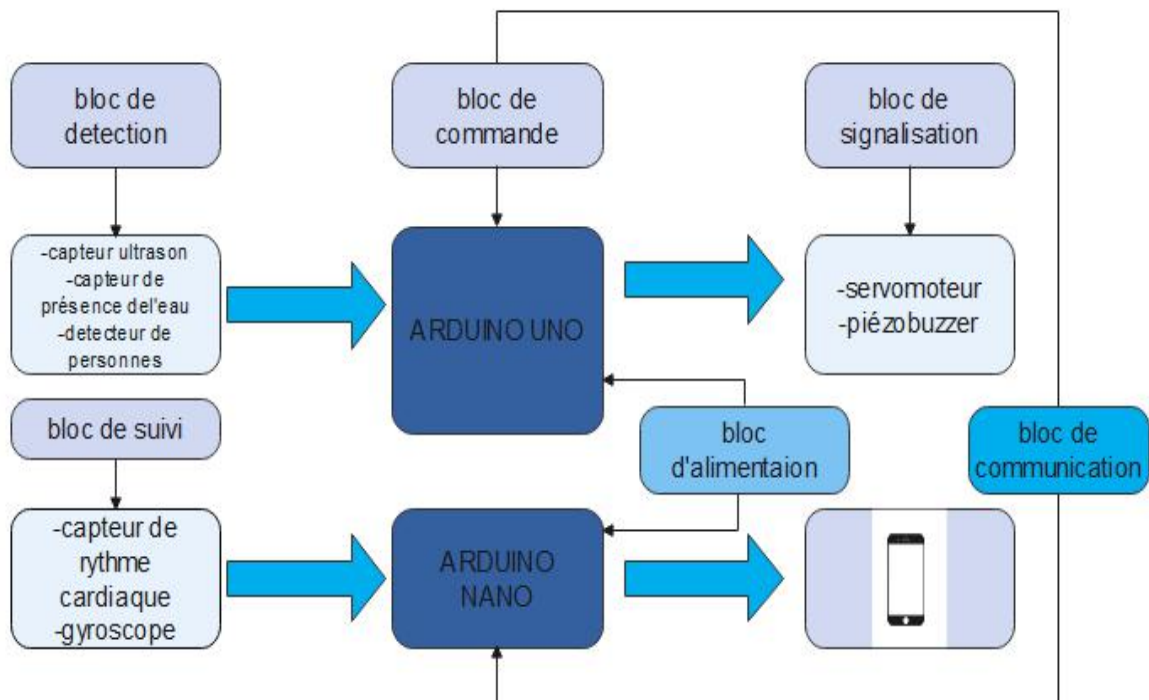 bloc de
detection
bloc de
commande
bloc de
signalisation
-capteur ultrason
-capteur de
présence del'eau
-detecteur de
personnes
ARDUINO UNO
-servomoteur
-piézobuzzer
bloc de suivi
bloc
d'alimentaion
bloc de
communication
-capteur de
rythme
cardiaque
-gyroscope
ARDUINO
NANO